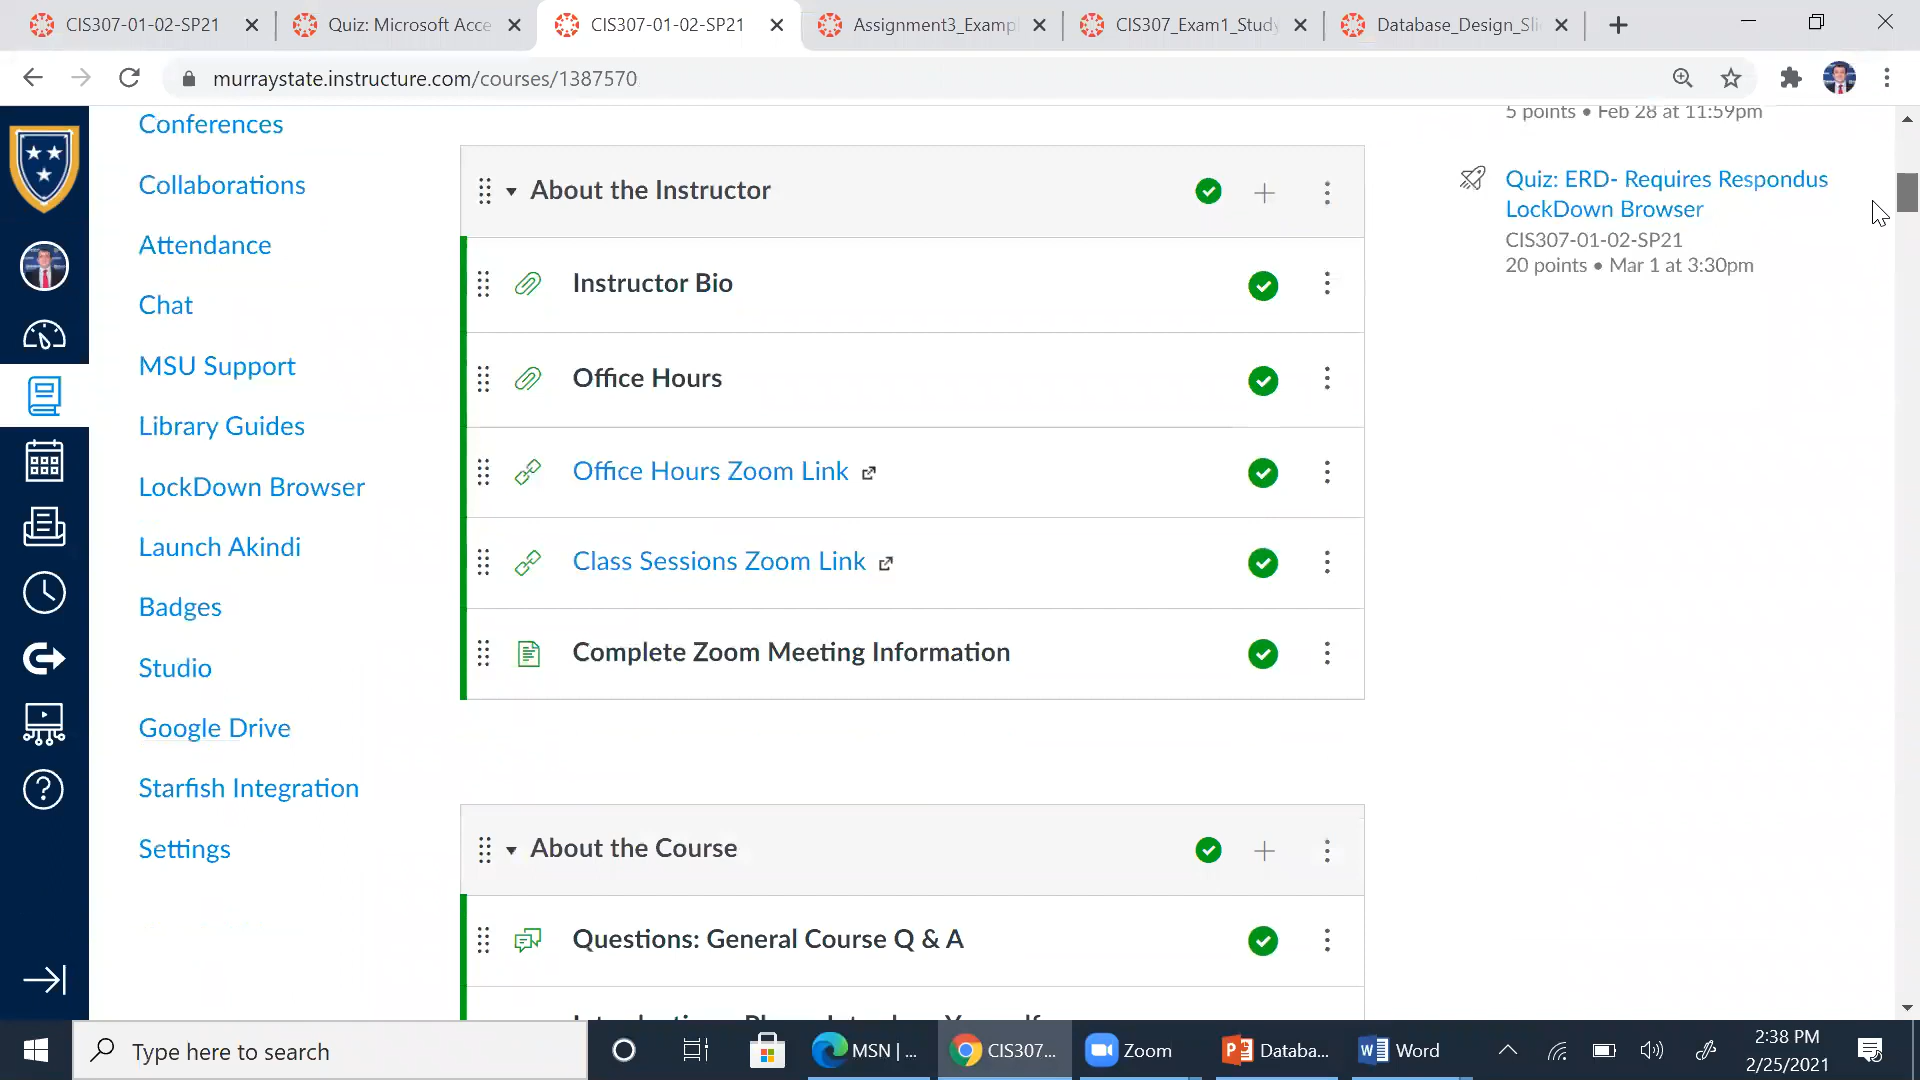 CIS307-01-02-SP21
Quiz: Microsoft Acce
CIS307-01-02-SP21
Assignment3_Exampl
CIS307_Exam1_Study
Database_Design_Sli
murraystate.instructure.com/courses/1387570
Conferences
Collaborations
Attendance
Chat
MSU Support
Library Guides
LockDown Browser
Launch Akindi
Badges
Studio
Google Drive
Starfish Integration
Settings
About the Instructor
Instructor Bio
Office Hours
Office Hours Zoom Link
Class Sessions Zoom Link
Complete Zoom Meeting Information
About the Course
Questions: General Course Q & A
5 points • Feb 28 at 11:59pm
Quiz: ERD- Requires Respondus
LockDown Browser
CIS307-01-02-SP21
20 points • Mar 1 at 3:30pm
Type here to search
MSN | ...
CIS307...
Zoom
Databa...
Word
2:38 PM
2/25/2021